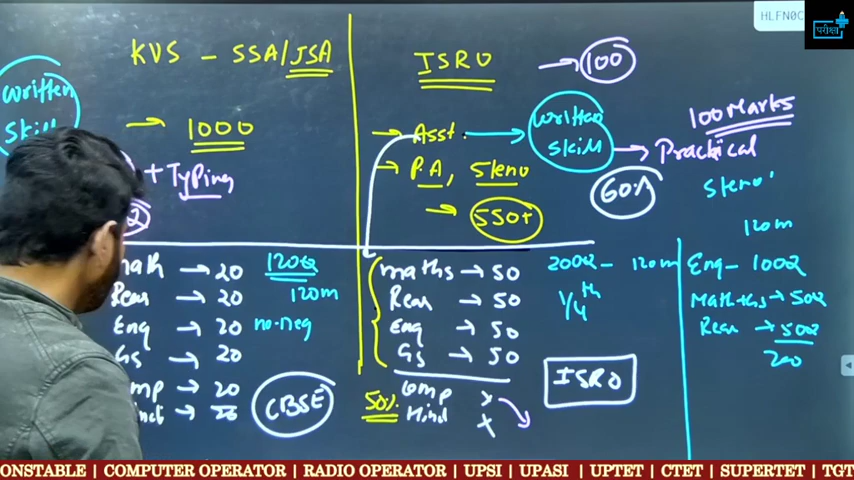 HLFN0C
परीक्षा
KVS - SSA/JSA
written
skill
→ 1000
+ Typing
math → 20
Reas → 20
Eng → 20
GS → 20
mp → 20
→ 20
120Q
120m
no-neg
CBSE
ISRO → 100
→ Asst. → written skill → Practical
→ P.A, Steno
→ 550+
60%
100 Marks
Steno
maths → 50
Reas → 50
Eng → 50
GS → 50
200Q - 120m
1/4th
50%
Comp x
Hind x
ISRO
120m
Eng - 100Q
Math+GS → 50Q
Reas → 50Q
200
ONSTABLE | COMPUTER OPERATOR | RADIO OPERATOR | UPSI | UPASI | UPTET | CTET | SUPERTET | TGT